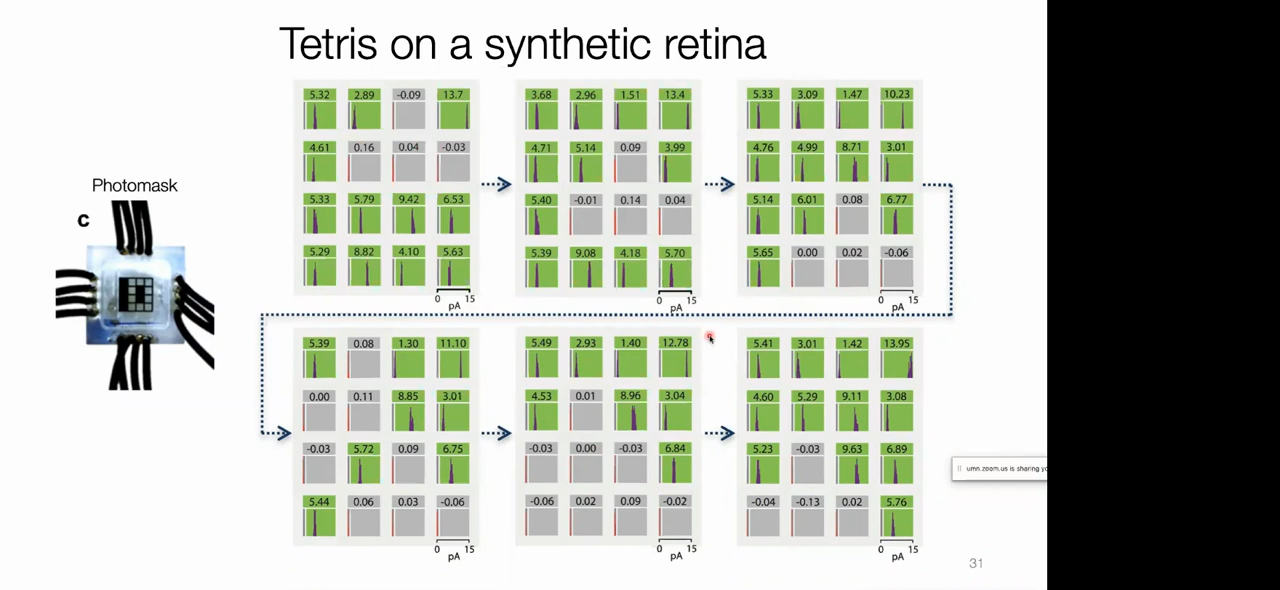 Tetris on a synthetic retina
Photomask
c
5.32 2.89 -0.09 13.7
4.61 0.16 0.04 -0.03
5.33 5.79 9.42 6.53
5.29 8.82 4.10 5.63
0 15
pA
3.68 2.96 1.51 13.4
4.71 5.14 0.09 3.99
5.40 -0.01 0.14 0.04
5.39 9.08 4.18 5.70
0 15
pA
5.33 3.09 1.47 10.23
4.76 4.99 8.71 3.01
5.14 6.01 0.08 6.77
5.65 0.00 0.02 -0.06
0 15
pA
5.39 0.08 1.30 11.10
0.00 0.11 8.85 3.01
-0.03 5.72 0.09 6.75
5.44 0.06 0.03 -0.06
0 15
pA
5.49 2.93 1.40 12.78
4.53 0.01 8.96 3.04
-0.03 0.00 -0.03 6.84
-0.06 0.02 0.09 -0.02
0 15
pA
5.41 3.01 1.42 13.95
4.60 5.29 9.11 3.08
5.23 -0.03 9.63 6.89
-0.04 -0.13 0.02 5.76
0 15
pA
umn.zoom.us is sharing yo
31